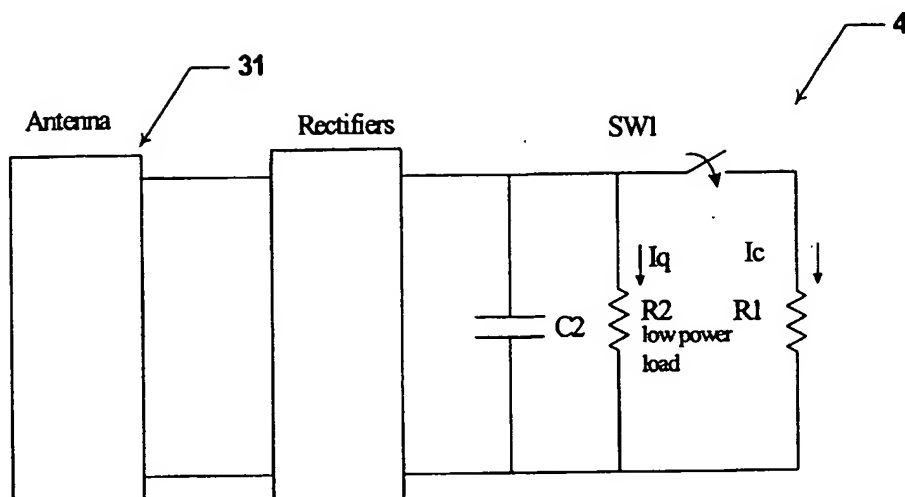 4
31
Antenna
Rectifiers
SW1
Iq
Ic
C2
R2
R1
low power
load